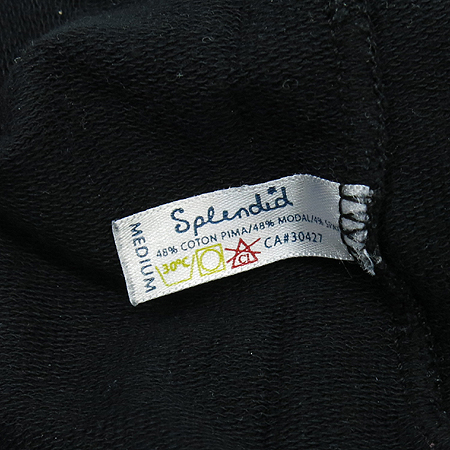 Splendid
MEDIUM
48% COTON PIMA/48% MODAL/4%
CA#30427
30°C
CL